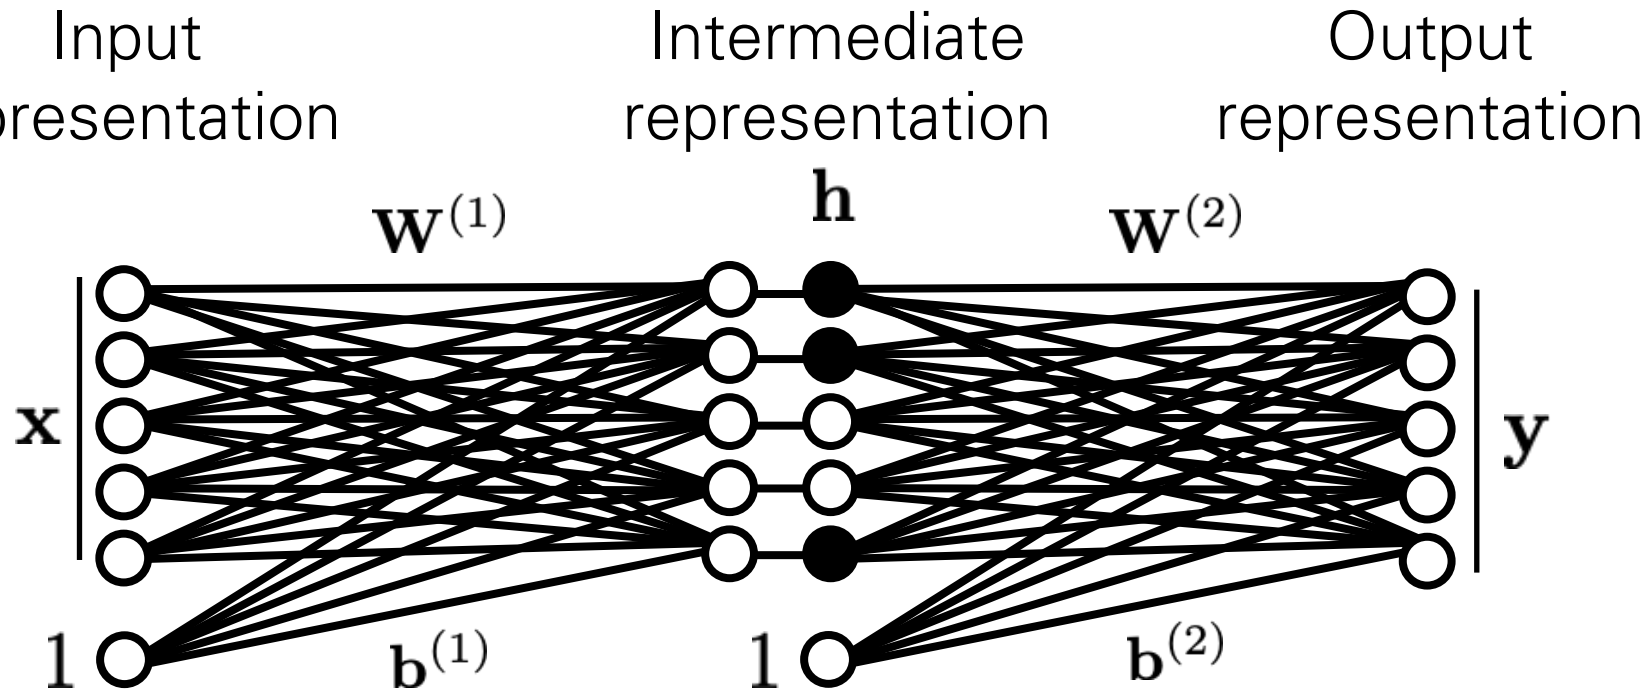 Input
presentation
Intermediate
representation
Output
representation
h
W(1)
W(2)
x
y
1
b(1)
1
b(2)